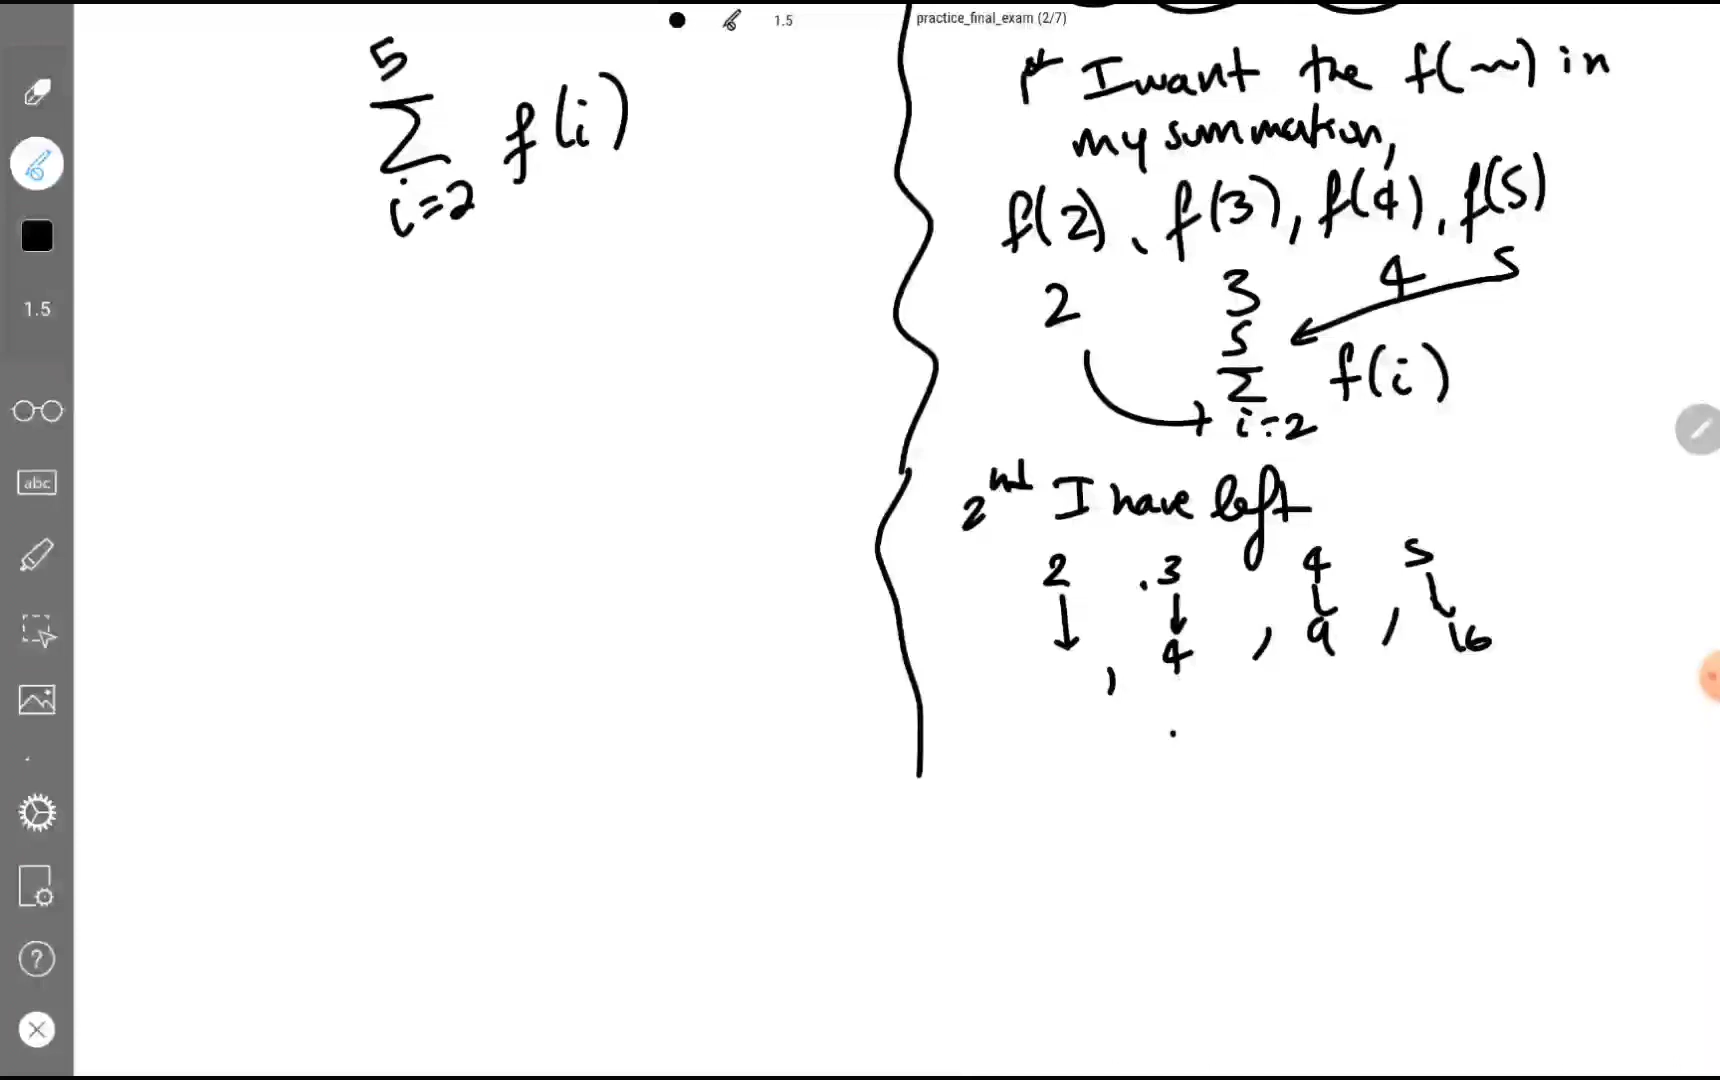 1.5 practice_final_exam (2/7)
5
∑ f(i)
i=2
1st I want the f(~) in
my summation,
f(2), f(3), f(4), f(5)
2 3 4 5
5
∑ f(i)
i=2
2nd I have left
2 , 3 4 5
, 4 , 9 , 16
1.5
abc
?